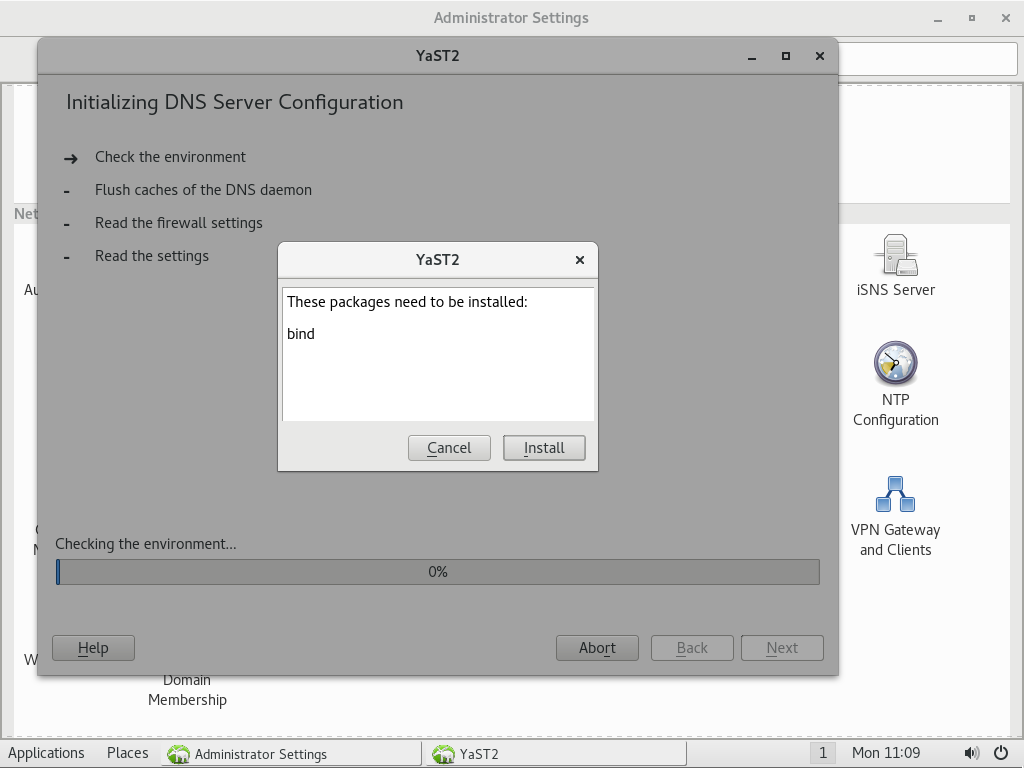 Administrator Settings
YaST2
Initializing DNS Server Configuration
Check the environment
Flush caches of the DNS daemon
Read the firewall settings
Read the settings
Net
YaST2
These packages need to be installed:
bind
Cancel
Install
iSNS Server
NTP
Configuration
VPN Gateway
and Clients
Checking the environment...
0%
Help
Abort
Back
Next
Domain
Membership
Applications
Places
Administrator Settings
YaST2
1
Mon 11:09